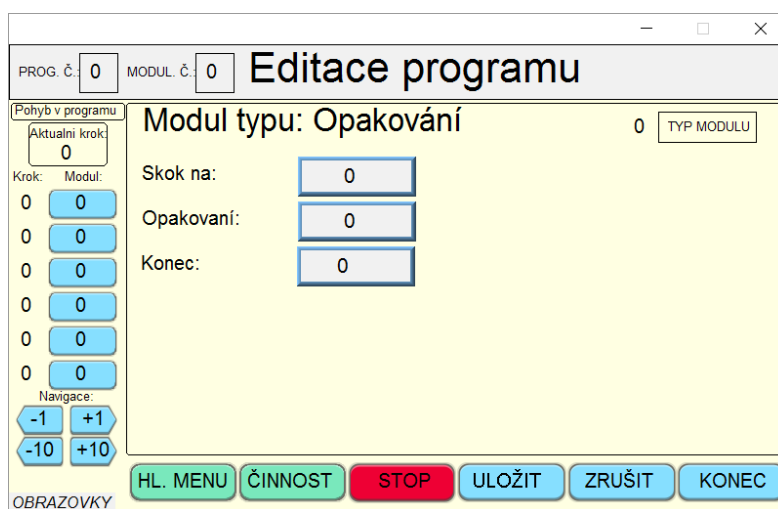 PROG. Č.: 0 MODUL. Č.: 0 Editace programu
Pohyb v programu
Aktualni krok:
0
Krok: Modul:
0 0
0 0
0 0
0 0
0 0
0 0
Navigace:
-1 +1
-10 +10
OBRAZOVKY
Modul typu: Opakování 0 TYP MODULU
Skok na: 0
Opakovaní: 0
Konec: 0
HL. MENU ČINNOST STOP ULOŽIT ZRUŠIT KONEC